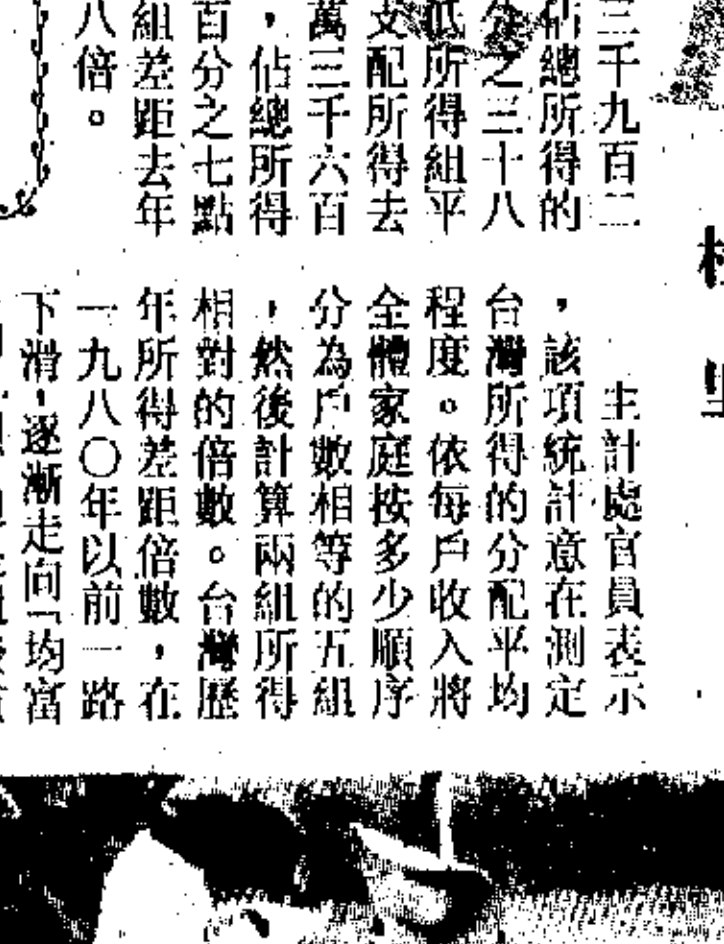 三千九百二
佔總所得的
分之三十八
低所得組平
支配所得去
萬三千六百
，佔總所得
百分之七點
組差距去年
八倍。
主計處官員表示
，該項統計意在測定
台灣所得的分配平均
程度。依每戶收入將
全體家庭按多少順序
分為戶數相等的五組
，然後計算兩組所得
相對的倍數。台灣歷
年所得差距倍數，在
一九八〇年以前一路
下滑，逐漸走向「均富